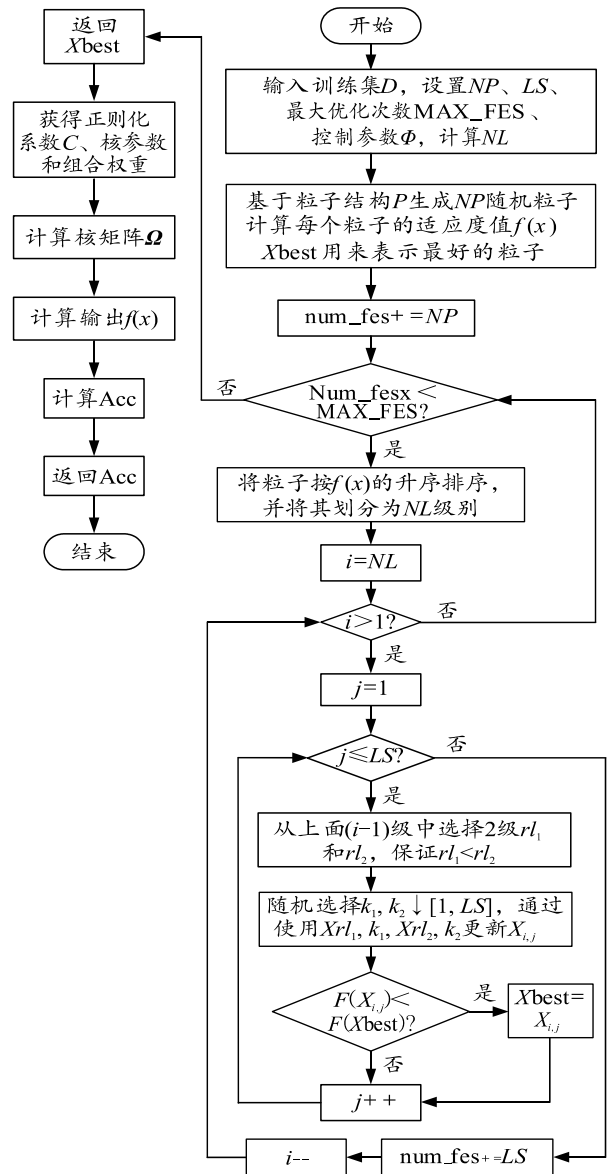 返回
Xbest
获得正则化
系数C、核参数
和组合权重
计算核矩阵Ω
计算输出f(x)
计算Acc
返回Acc
结束
开始
输入训练集D，设置NP、LS、
最大优化次数MAX_FES、
控制参数Φ，计算NL
基于粒子结构P生成NP随机粒子
计算每个粒子的适应度值f(x)
Xbest用来表示最好的粒子
num_fes+=NP
Num_fesx<
MAX_FES?
否
是
将粒子按f(x)的升序排序，
并将其划分为NL级别
i=NL
i>1?
否
是
j=1
j≤LS?
否
是
从上面(i-1)级中选择2级rl₁
和rl₂，保证rl₁<rl₂
随机选择k₁, k₂↓[1, LS]，通过
使用Xrl₁, k₁, Xrl₂, k₂更新Xᵢ,ⱼ
F(Xᵢ,ⱼ)<
F(Xbest)?
是
Xbest=
Xᵢ,ⱼ
否
j++
i--
num_fes+=LS